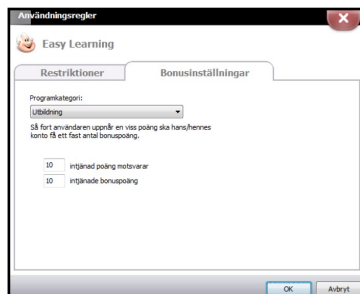 Användningsregler
Easy Learning
Restriktioner
Bonusinställningar
Programkategori:
Utbildning
Så fort användaren uppnår en viss poäng ska hans/hennes
konto få ett fast antal bonuspoäng.
10 intjänad poäng motsvarar
10 intjänade bonuspoäng
OK
Avbryt